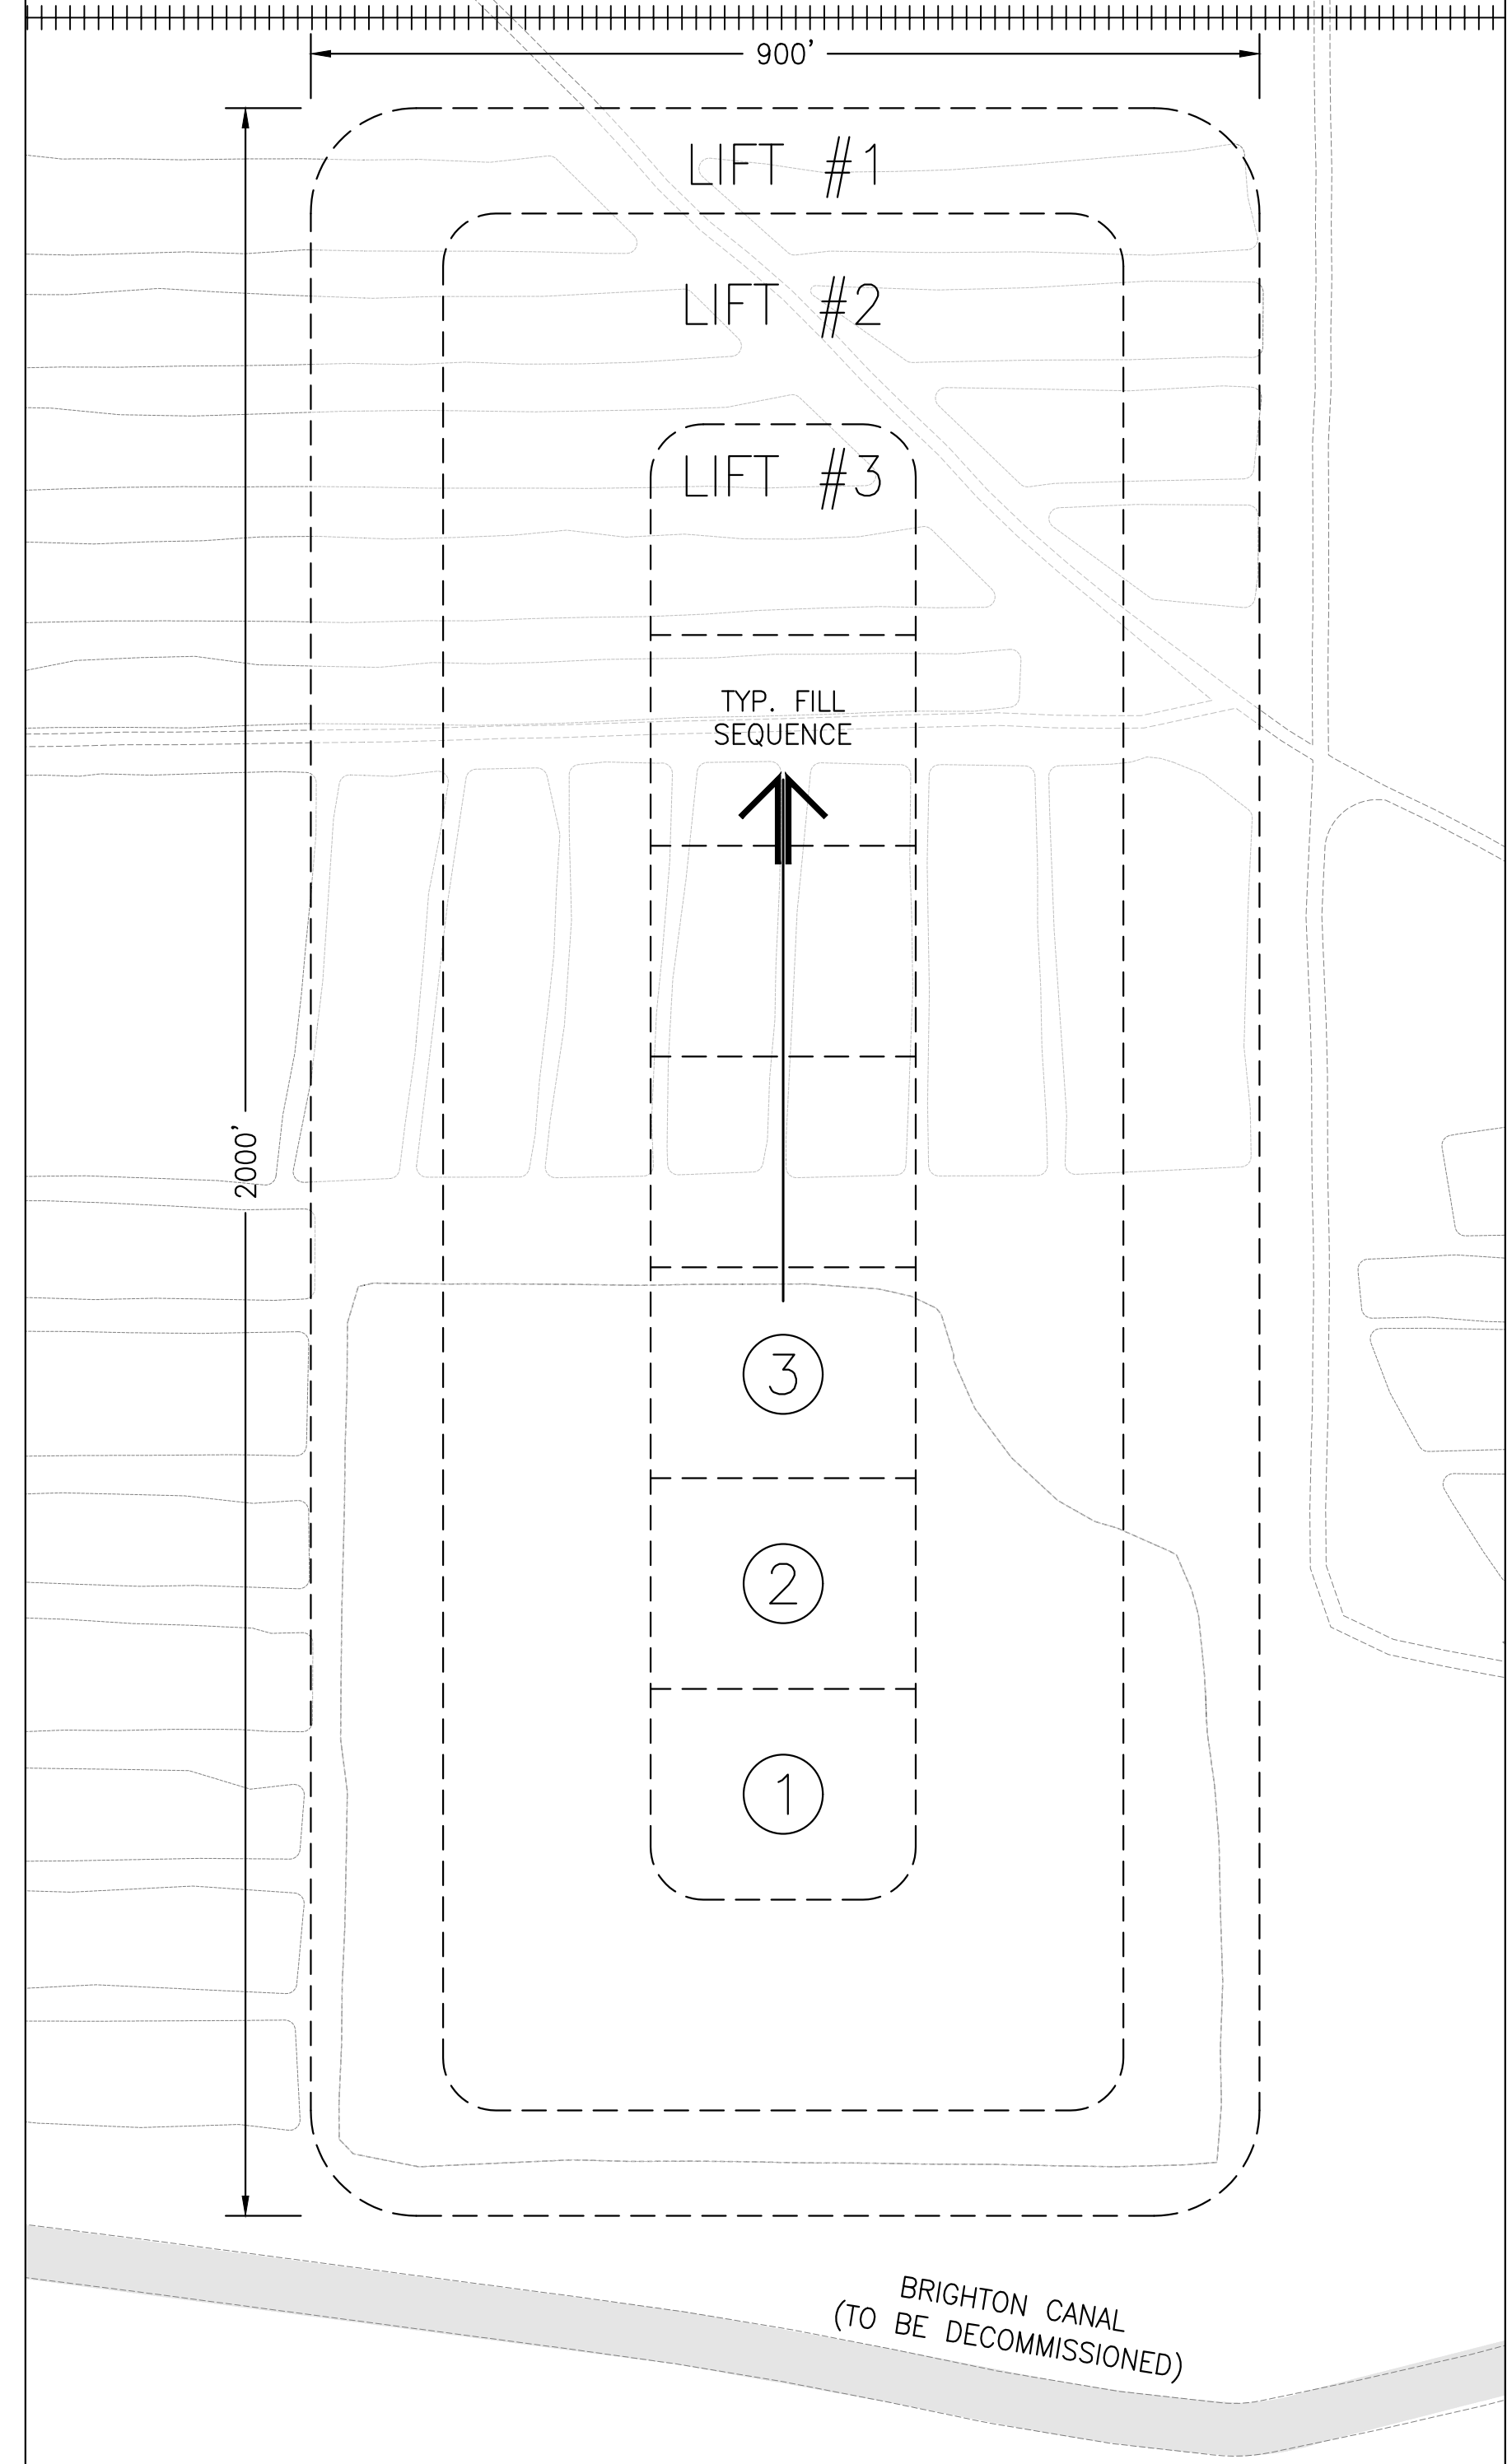 900'
LIFT #1
LIFT #2
LIFT #3
TYP. FILL
SEQUENCE
2000'
3
2
1
BRIGHTON CANAL
(TO BE DECOMMISSIONED)